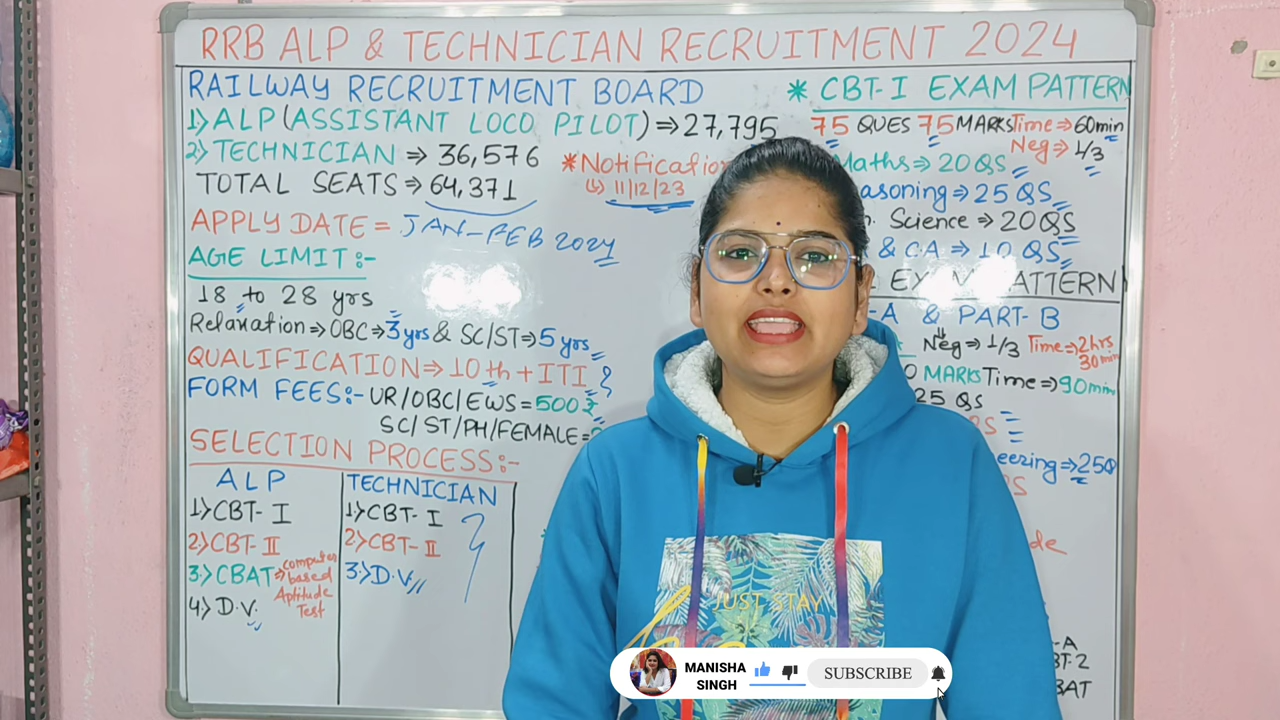 RRB ALP & TECHNICIAN RECRUITMENT 2024
RAILWAY RECRUITMENT BOARD
1> ALP (ASSISTANT LOCO PILOT) ⇒ 27,795
2> TECHNICIAN ⇒ 36,576
TOTAL SEATS ⇒ 64,371
*Notification
↳ 11/12/23
APPLY DATE = JAN-FEB 2024
AGE LIMIT :-
18 to 28 yrs
Relaxation ⇒ OBC ⇒ 3 yrs & SC/ST ⇒ 5 yrs
QUALIFICATION ⇒ 10th + ITI
FORM FEES:- UR/OBC/EWS = 500₹
SC/ST/PH/FEMALE =
SELECTION PROCESS:-
ALP
1> CBT-I
2> CBT-II
3> CBAT ⇒ computer based Aptitude Test
4> D.V.
TECHNICIAN
1> CBT-I
2> CBT-II
3> D.V.
* CBT-I EXAM PATTERN
75 QUES 75 MARKS Time ⇒ 60min
Neg ⇒ 1/3
Maths ⇒ 20 QS
asoning ⇒ 25 QS
. Science ⇒ 20 QS
& CA ⇒ 10 QS
EXAM PATTERN
-A & PART-B
Neg ⇒ 1/3 Time ⇒ 2hrs 30min
MARKS Time ⇒ 90min
25 QS
eering ⇒ 25Q
-A
BT-2
BAT
JUST STAY
MANISHA SINGH
SUBSCRIBE